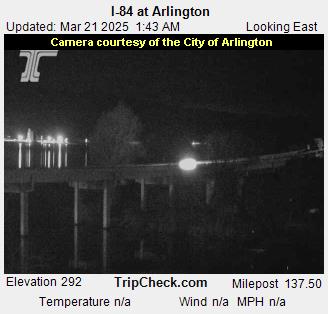 I-84 at Arlington
Updated: Mar 21 2025 1:43 AM Looking East
Camera courtesy of the City of Arlington
Elevation 292 TripCheck.com Milepost 137.50
Temperature n/a Wind n/a MPH n/a